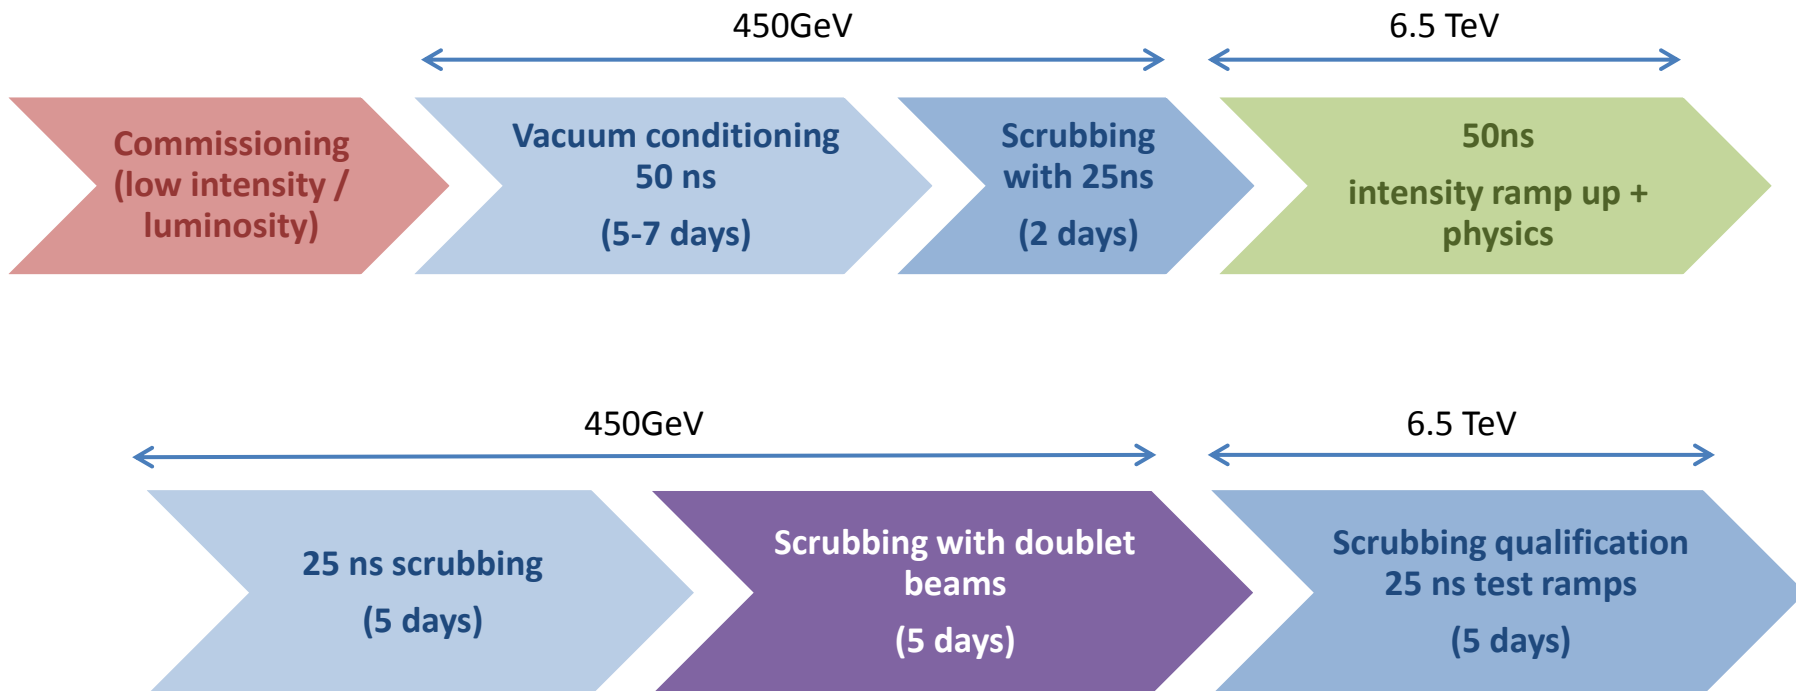 450GeV
6.5 TeV
Commissioning
(low intensity /
luminosity)
Vacuum conditioning
50 ns
(5-7 days)
Scrubbing
with 25ns
(2 days)
50ns
intensity ramp up +
physics
450GeV
6.5 TeV
25 ns scrubbing
(5 days)
Scrubbing with doublet
beams
(5 days)
Scrubbing qualification
25 ns test ramps
(5 days)